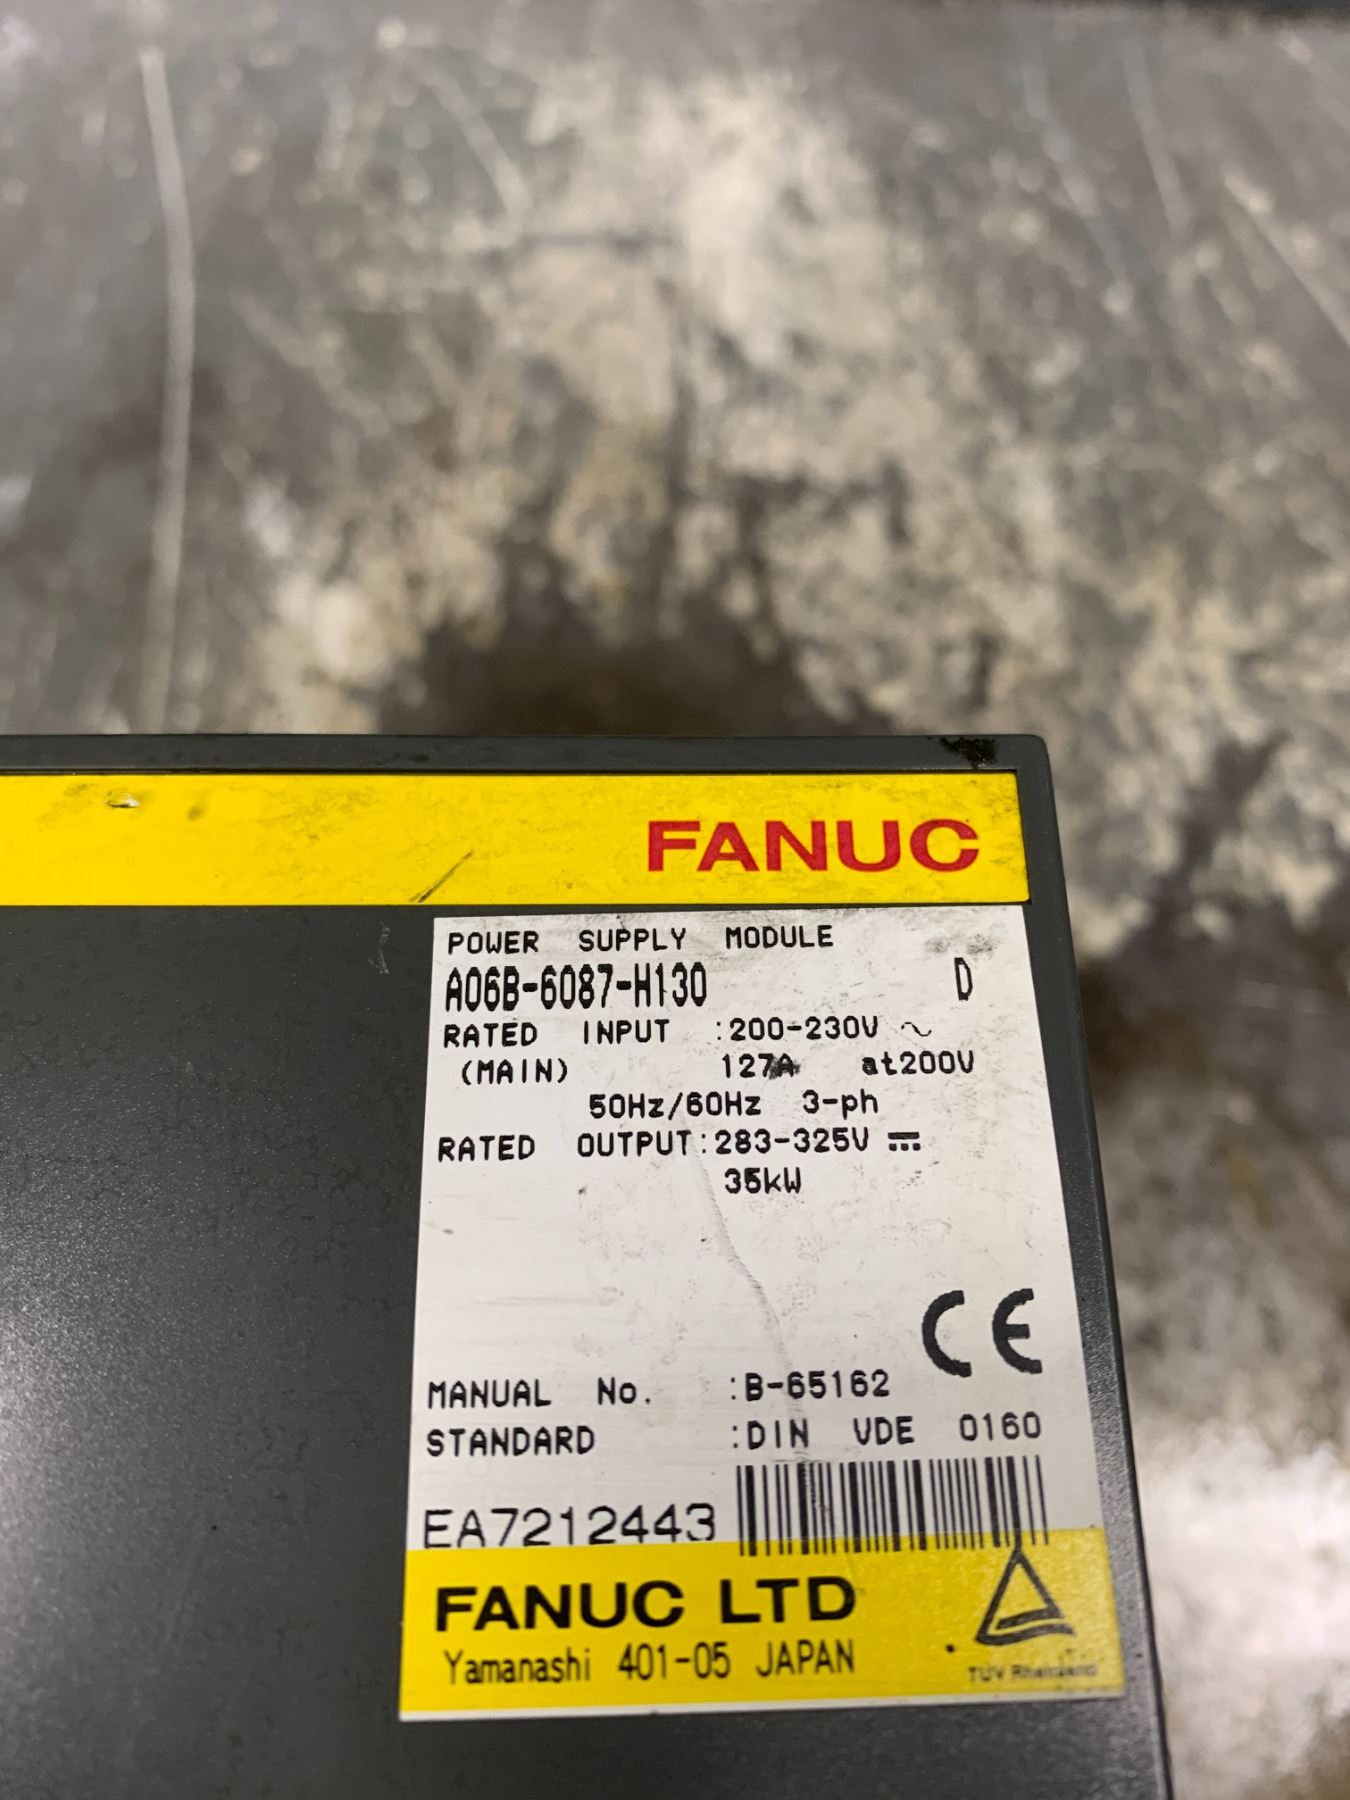 FANUC
POWER SUPPLY MODULE
A06B-6087-H130 D
RATED INPUT :200-230V ~
(MAIN) 127A at200V
50Hz/60Hz 3-ph
RATED OUTPUT:283-325V ⎓
35kW
CE
MANUAL No. :B-65162
STANDARD :DIN VDE 0160
EA7212443
FANUC LTD
Yamanashi 401-05 JAPAN
TUV Rheinland